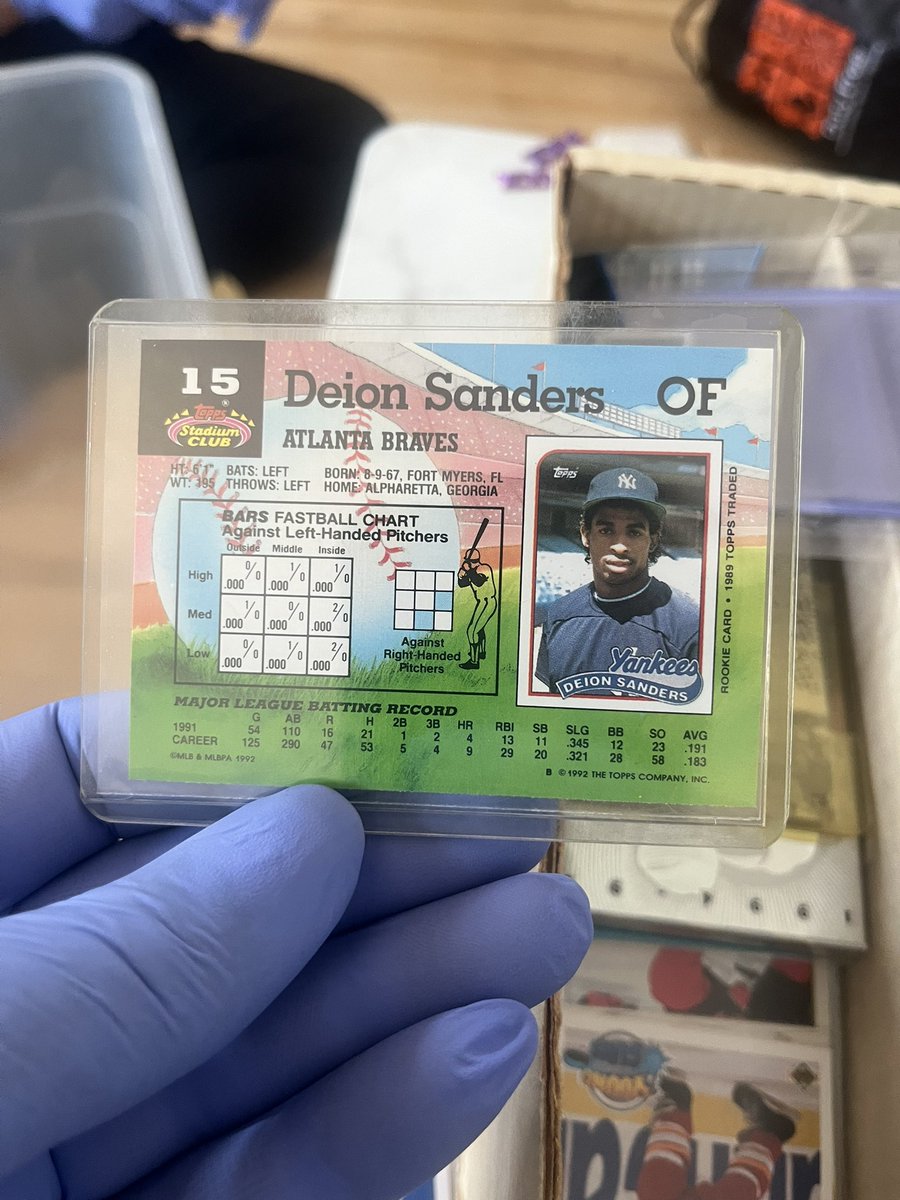 15
Topps
Stadium
CLUB
Deion Sanders OF
ATLANTA BRAVES
HT: 6'1" BATS: LEFT BORN: 8-9-67, FORT MYERS, FL
WT: 195 THROWS: LEFT HOME: ALPHARETTA, GEORGIA
BARS FASTBALL CHART
Against Left-Handed Pitchers
Outside Middle Inside
High 0/0 .000 1/0 .000 1/0 .000
Med 1/0 .000 0/0 .000 2/0 .000
Low 0/0 .000 1/0 .000 2/0 .000
Against
Right-Handed
Pitchers
Topps
NY
Yankees
DEION SANDERS
ROOKIE CARD • 1989 TOPPS TRADED
MAJOR LEAGUE BATTING RECORD
G AB R H 2B 3B HR RBI SB SLG BB SO AVG
1991 54 110 16 21 1 2 4 13 11 .345 12 23 .191
CAREER 125 290 47 53 5 4 9 29 20 .321 28 58 .183
©MLB & MLBPA 1992
B ©1992 THE TOPPS COMPANY, INC.